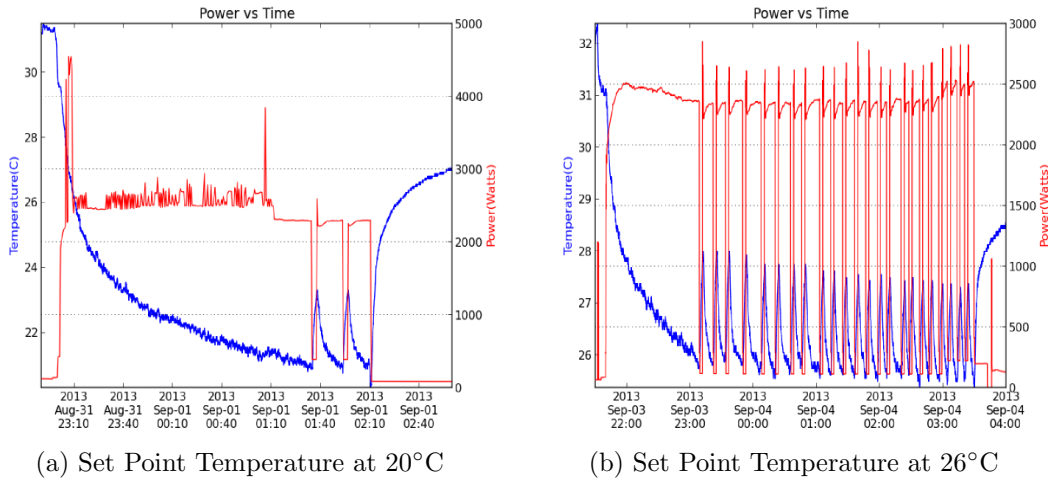 Power vs Time
Temperature(C)
30
28
26
24
22
5000
4000
3000
2000
1000
0
Power(Watts)
2013 Aug-31 23:10
2013 Aug-31 23:40
2013 Sep-01 00:10
2013 Sep-01 00:40
2013 Sep-01 01:10
2013 Sep-01 01:40
2013 Sep-01 02:10
2013 Sep-01 02:40
(a) Set Point Temperature at 20°C
Power vs Time
Temperature(C)
32
31
30
29
28
27
26
3000
2500
2000
1500
1000
500
0
Power(Watts)
2013 Sep-03 22:00
2013 Sep-03 23:00
2013 Sep-04 00:00
2013 Sep-04 01:00
2013 Sep-04 02:00
2013 Sep-04 03:00
2013 Sep-04 04:00
(b) Set Point Temperature at 26°C